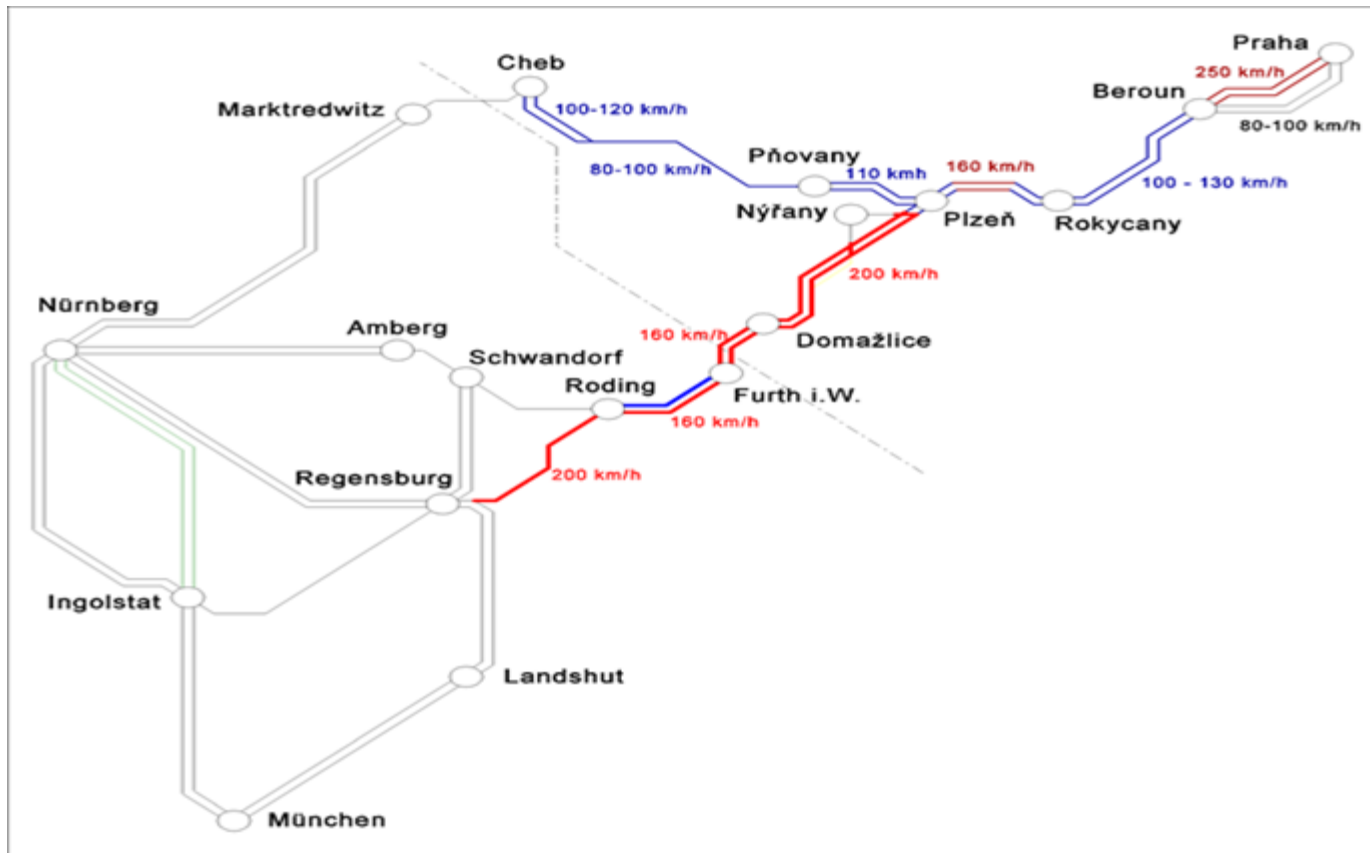 Praha
Cheb
250 km/h
Beroun
Marktredwitz
100-120 km/h
80-100 km/h
Pňovany
80-100 km/h
110 kmh
160 km/h
100 - 130 km/h
Nýřany
Plzeň
Rokycany
200 km/h
Nürnberg
Amberg
160 km/h
Domažlice
Schwandorf
Roding
Furth i.W.
160 km/h
Regensburg
200 km/h
Ingolstat
Landshut
München